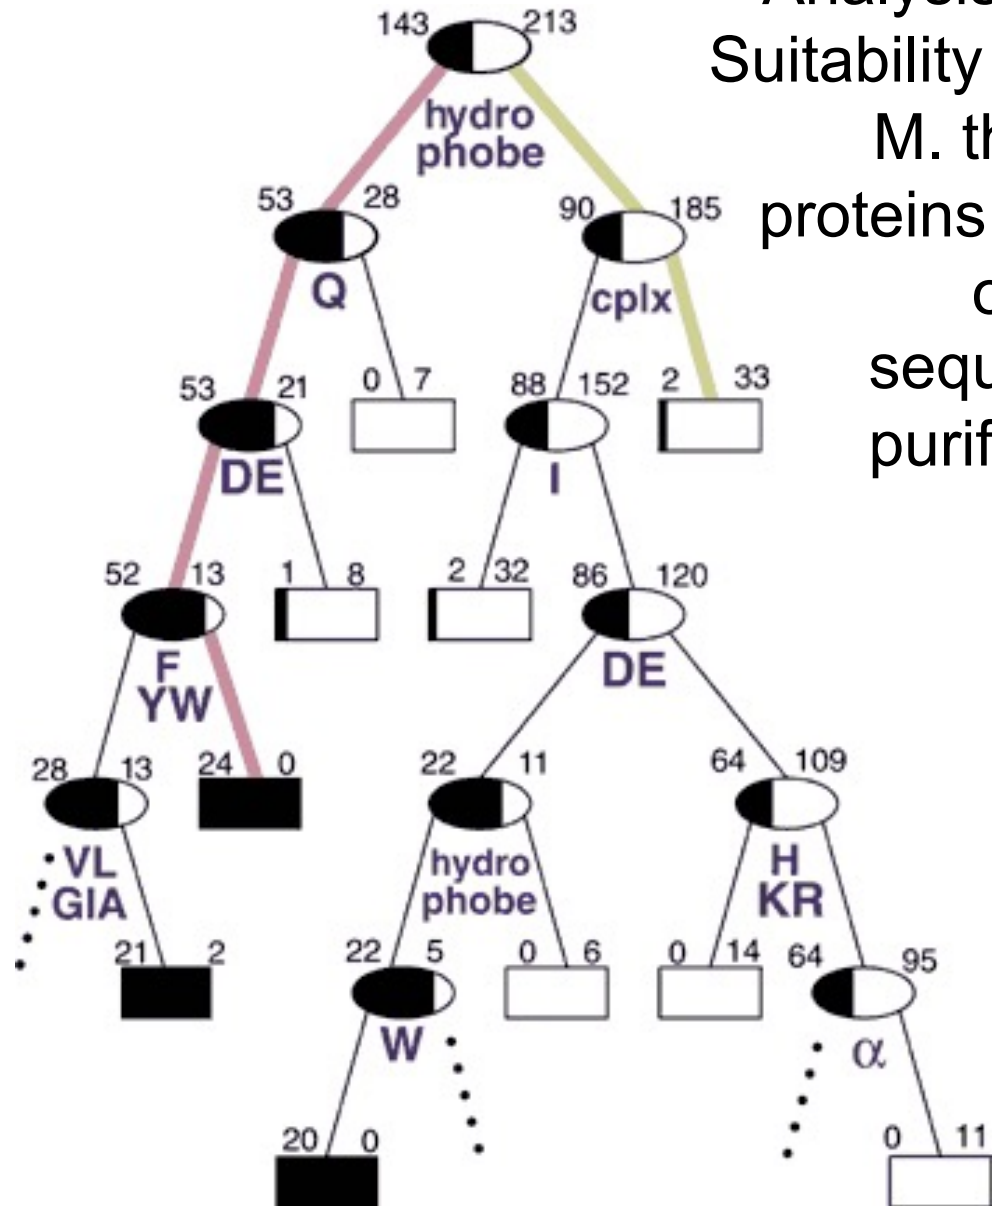 Analysis
Suitability
M. th
proteins
sequ
purif
143 213
hydro
phobe
53 28
90 185
Q
cplx
53 21
0 7
88 152
2 33
DE
I
52 13
1 8
2 32
86 120
F
YW
DE
28 13
24 0
22 11
64 109
VL
GIA
hydro
phobe
H
KR
21 2
22 5
0 6
0 14
64 95
W
α
20 0
0 11